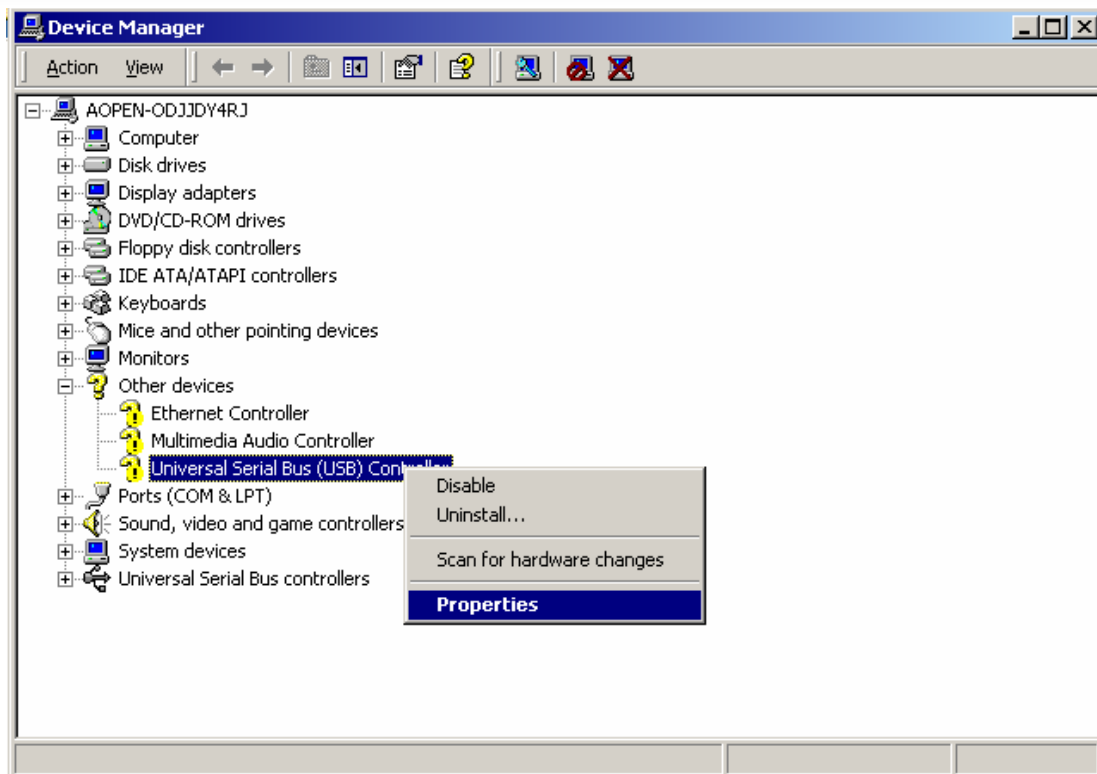 Device Manager
Action View
AOPEN-ODJJDY4RJ
Computer
Disk drives
Display adapters
DVD/CD-ROM drives
Floppy disk controllers
IDE ATA/ATAPI controllers
Keyboards
Mice and other pointing devices
Monitors
Other devices
Ethernet Controller
Multimedia Audio Controller
Universal Serial Bus (USB) Controller
Ports (COM & LPT)
Sound, video and game controllers
System devices
Universal Serial Bus controllers
Disable
Uninstall...
Scan for hardware changes
Properties